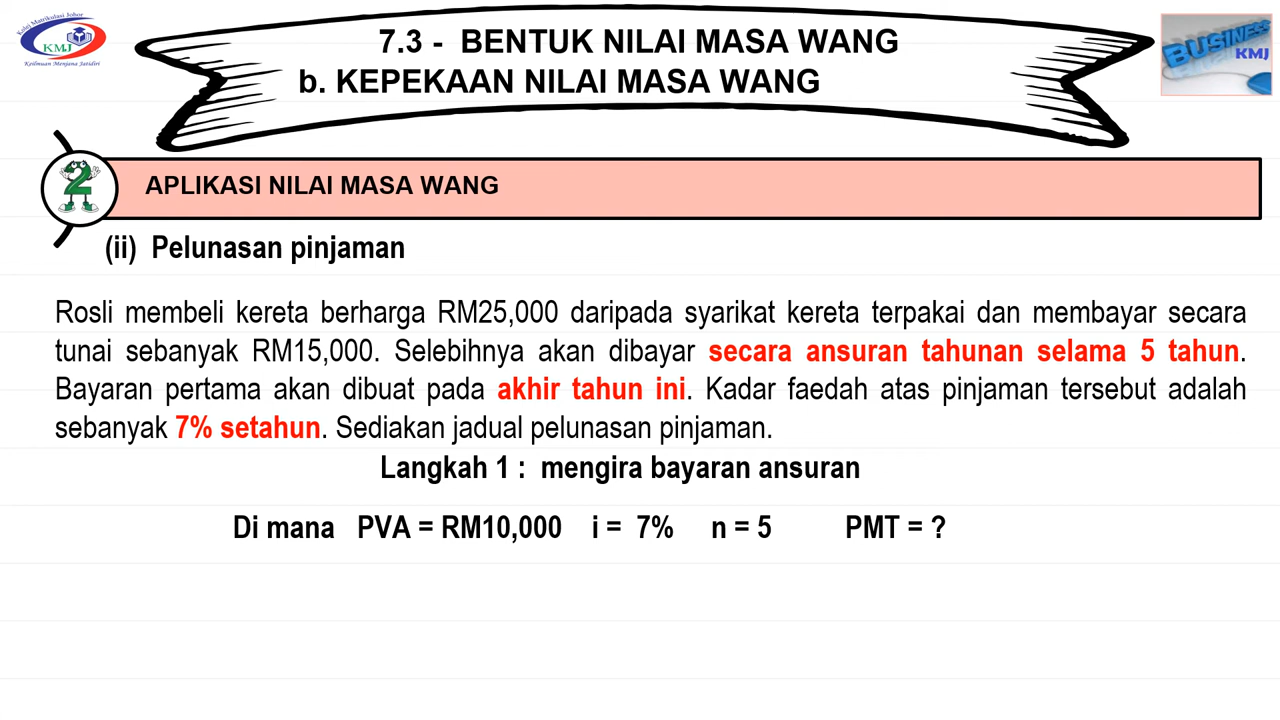 Kolej Matrikulasi Johor
KMJ
Keilmuan Menjana Jatidiri
7.3 - BENTUK NILAI MASA WANG
b. KEPEKAAN NILAI MASA WANG
BUSINESS
KMJ
2
APLIKASI NILAI MASA WANG
(ii) Pelunasan pinjaman
Rosli membeli kereta berharga RM25,000 daripada syarikat kereta terpakai dan membayar secara
tunai sebanyak RM15,000. Selebihnya akan dibayar secara ansuran tahunan selama 5 tahun.
Bayaran pertama akan dibuat pada akhir tahun ini. Kadar faedah atas pinjaman tersebut adalah
sebanyak 7% setahun. Sediakan jadual pelunasan pinjaman.
Langkah 1 : mengira bayaran ansuran
Di mana PVA = RM10,000 i = 7% n = 5 PMT = ?